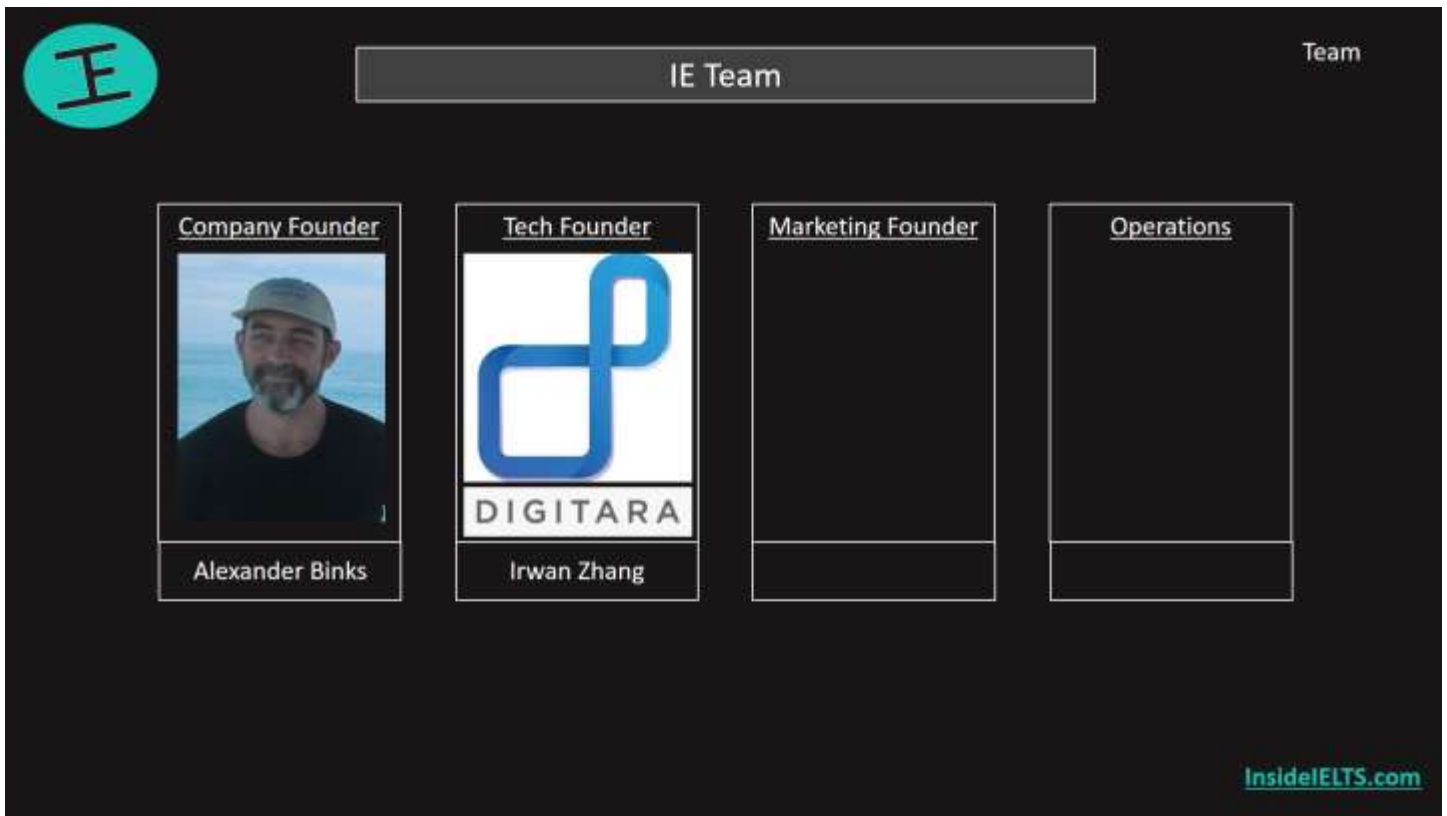 IE
IE Team
Team
Company Founder
Tech Founder
Marketing Founder
Operations
DIGITARA
Alexander Binks
Irwan Zhang
InsideIELTS.com